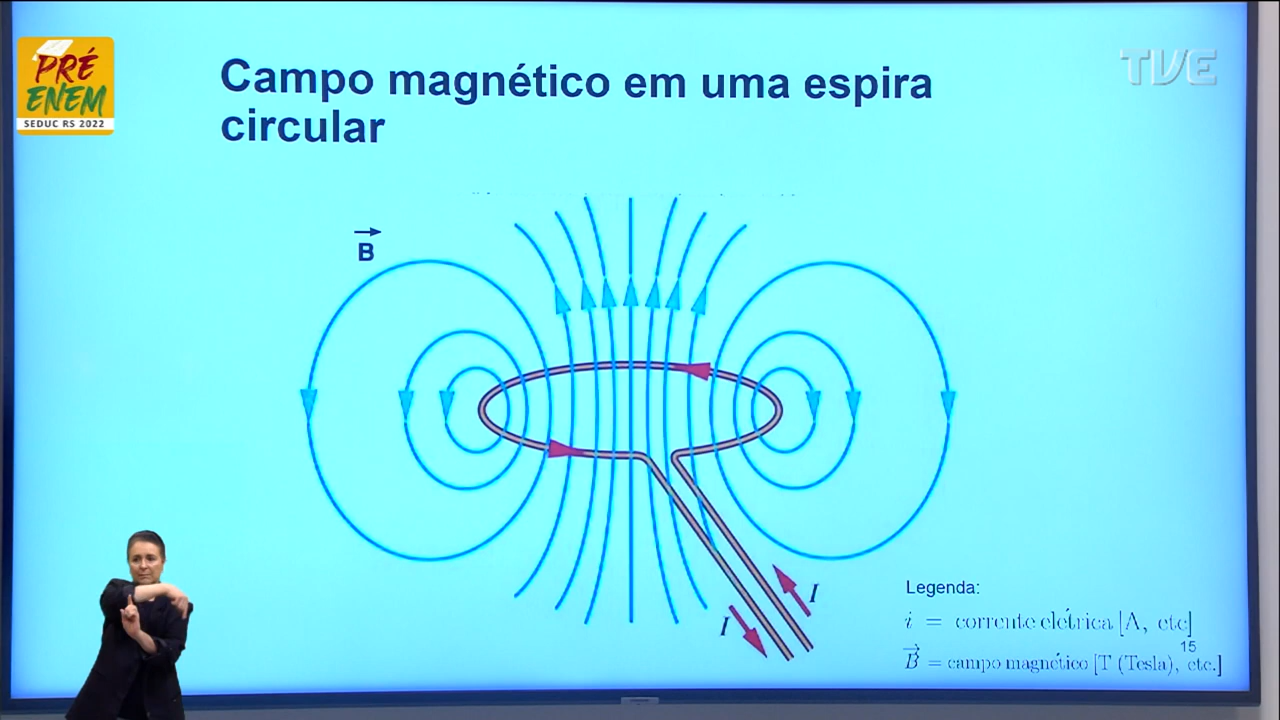 PRÉ
ENEM
SEDUC RS 2022
TVE
Campo magnético em uma espira
circular
B
I
I
Legenda:
i = corrente elétrica [A, etc]
15
B = campo magnético [T (Tesla), etc.]